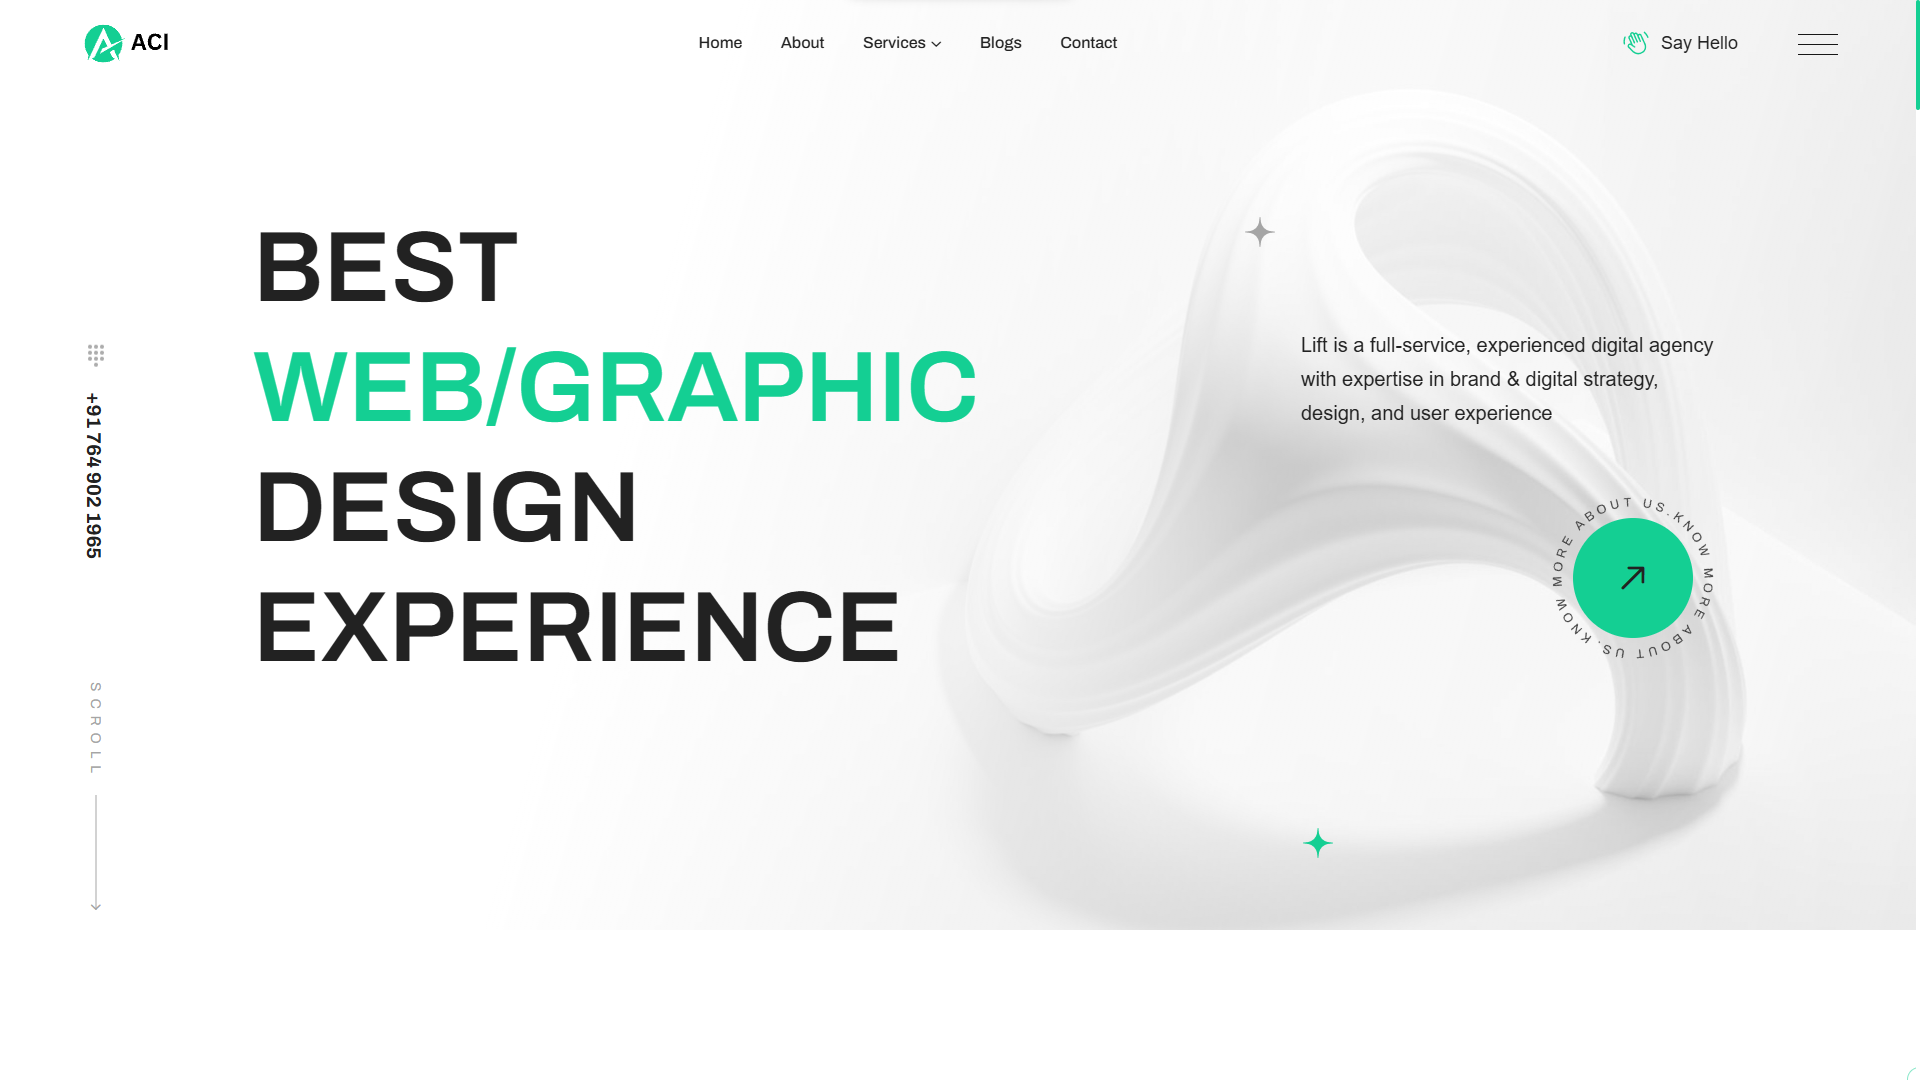 ACI
Home
About
Services
Blogs
Contact
Say Hello
BEST
WEB/GRAPHIC
DESIGN
EXPERIENCE
Lift is a full-service, experienced digital agency
with expertise in brand & digital strategy,
design, and user experience
KNOW MORE ABOUT US.KNOW MORE ABOUT US.
+91 764 902 1965
SCROLL